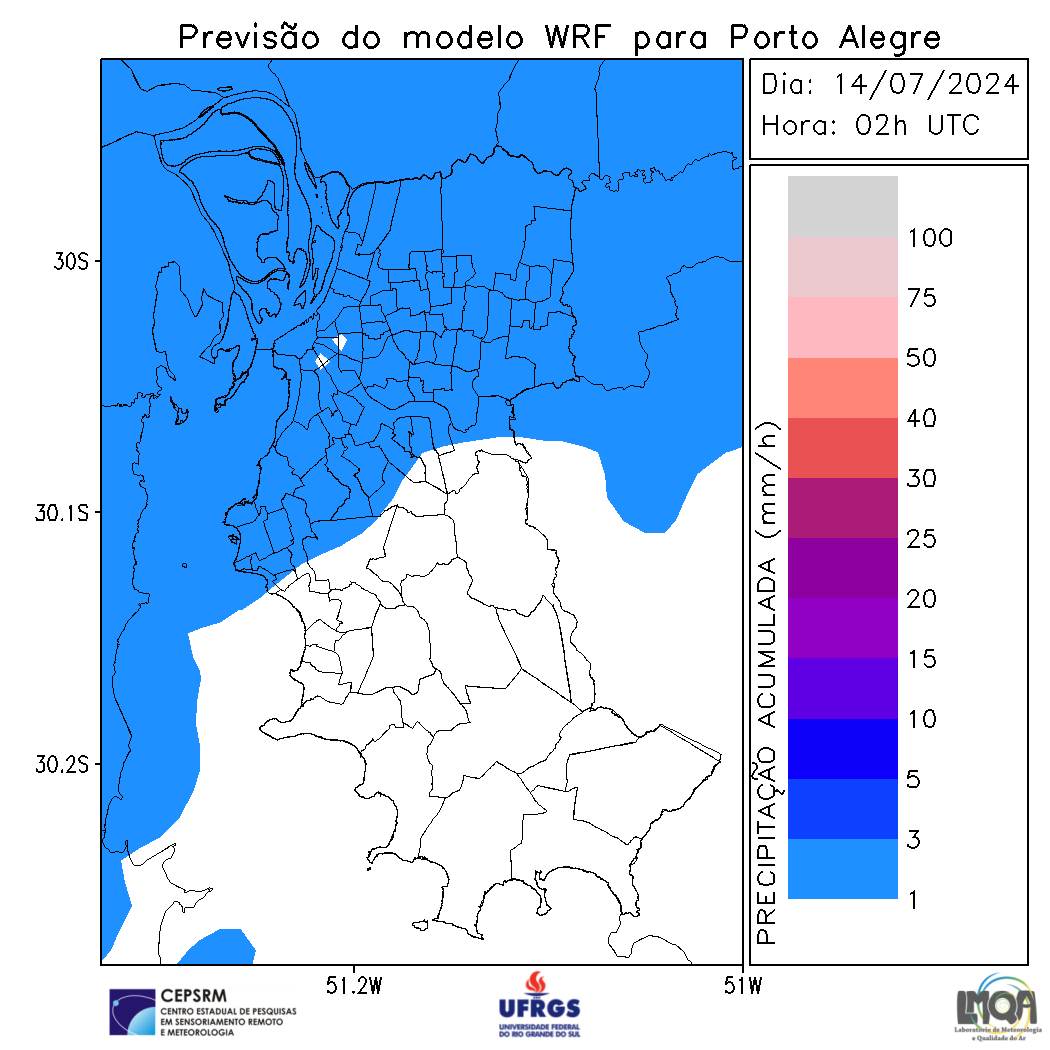 Previsão do modelo WRF para Porto Alegre
Dia: 14/07/2024
Hora: 02h UTC
30S
30.1S
30.2S
51.2W
51W
PRECIPITAÇÃO ACUMULADA (mm/h)
100
75
50
40
30
25
20
15
10
5
3
1
CEPSRM
CENTRO ESTADUAL DE PESQUISAS
EM SENSORIAMENTO REMOTO
E METEOROLOGIA
UFRGS
UNIVERSIDADE FEDERAL
DO RIO GRANDE DO SUL
LMQA
Laboratório de Meteorologia
e Qualidade do Ar